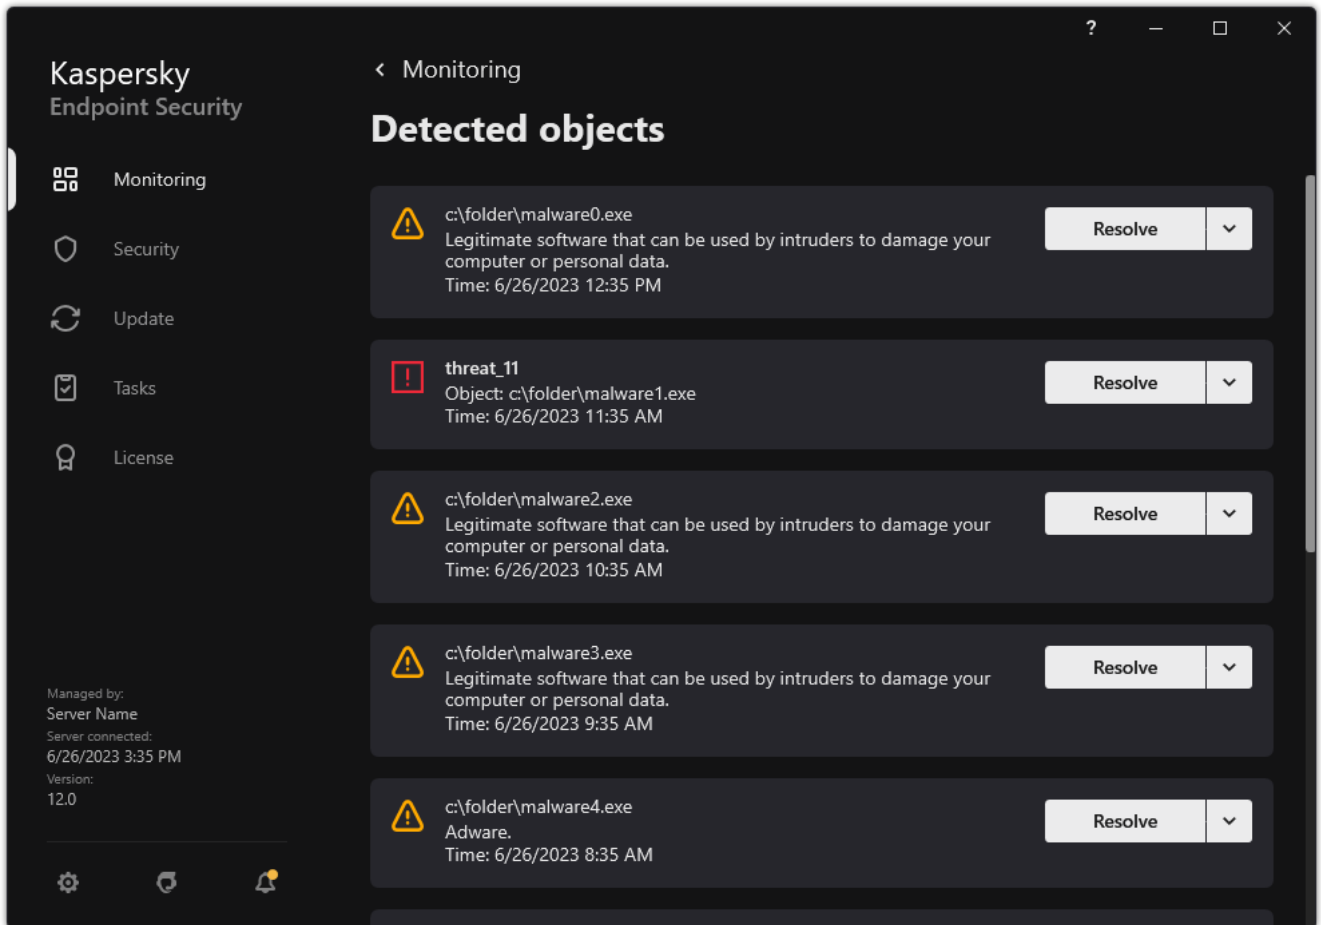 ?
Kaspersky
Endpoint Security
Monitoring
Security
Update
Tasks
License
Managed by:
Server Name
Server connected:
6/26/2023 3:35 PM
Version:
12.0
Monitoring
Detected objects
c:\folder\malware0.exe
Legitimate software that can be used by intruders to damage your
computer or personal data.
Time: 6/26/2023 12:35 PM
Resolve
threat_11
Object: c:\folder\malware1.exe
Time: 6/26/2023 11:35 AM
Resolve
c:\folder\malware2.exe
Legitimate software that can be used by intruders to damage your
computer or personal data.
Time: 6/26/2023 10:35 AM
Resolve
c:\folder\malware3.exe
Legitimate software that can be used by intruders to damage your
computer or personal data.
Time: 6/26/2023 9:35 AM
Resolve
c:\folder\malware4.exe
Adware.
Time: 6/26/2023 8:35 AM
Resolve